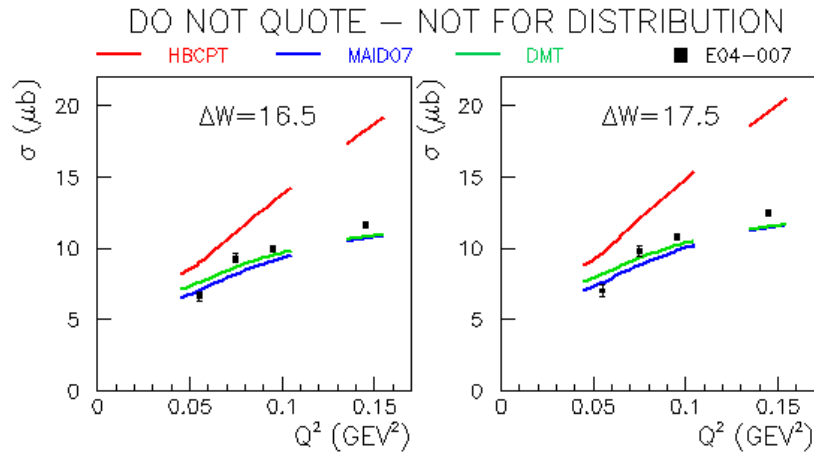 DO NOT QUOTE — NOT FOR DISTRIBUTION
HBCPT MAID07 DMT E04-007
σ (μb)
20
15
10
5
0
ΔW=16.5
0 0.05 0.1 0.15
Q² (GEV²)
σ (μb)
20
15
10
5
0
ΔW=17.5
0 0.05 0.1 0.15
Q² (GEV²)